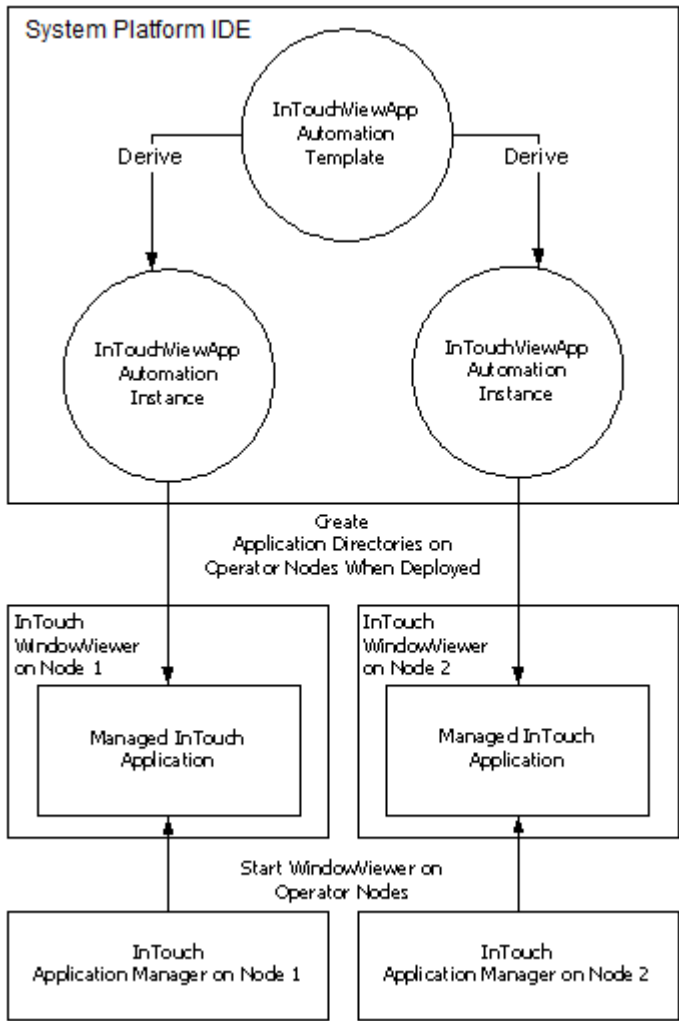 System Platform IDE
InTouchViewApp
Automation
Template
Derive
Derive
InTouchViewApp
Automation
Instance
InTouchViewApp
Automation
Instance
Create
Application Directories on
Operator Nodes When Deployed
InTouch
WindowViewer
on Node 1
Managed InTouch
Application
InTouch
WindowViewer
on Node 2
Managed InTouch
Application
Start WindowViewer on
Operator Nodes
InTouch
Application Manager on Node 1
InTouch
Application Manager on Node 2